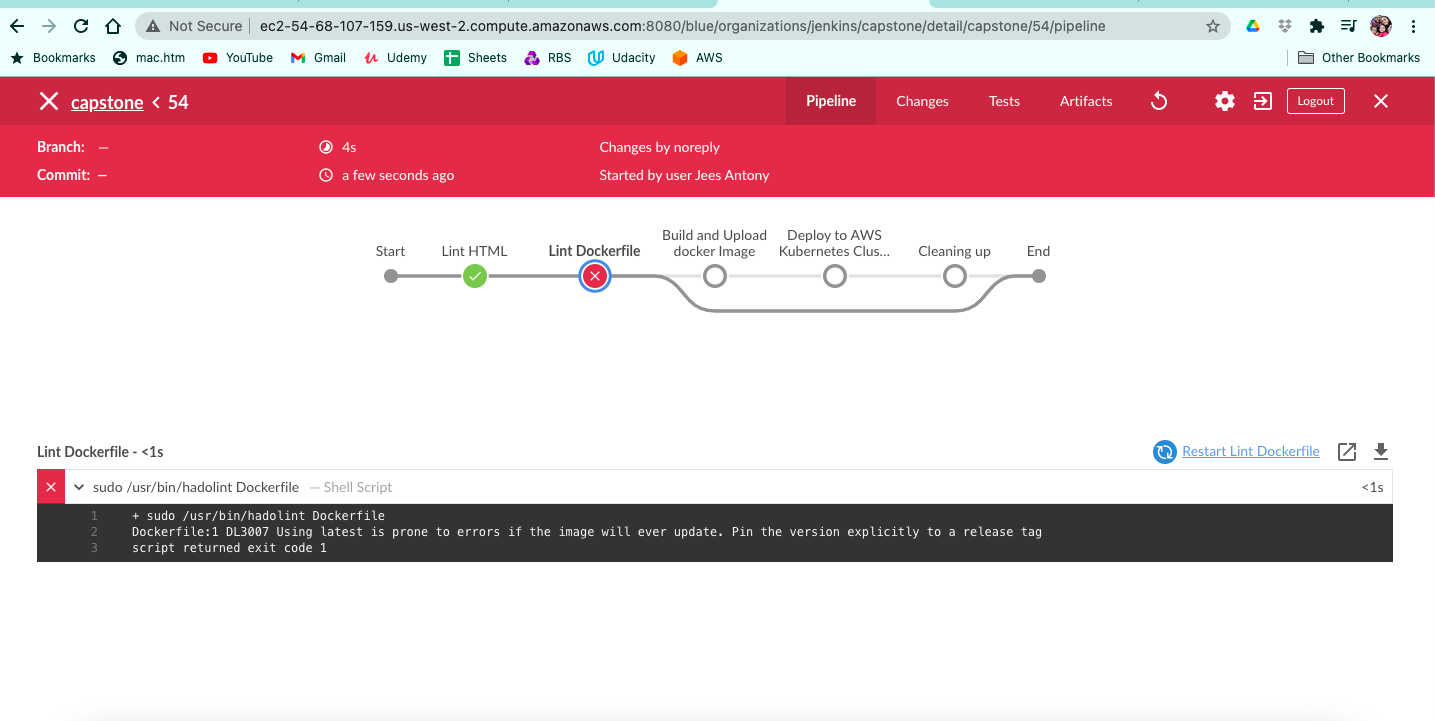 Not Secure ec2-54-68-107-159.us-west-2.compute.amazonaws.com:8080/blue/organizations/jenkins/capstone/detail/capstone/54/pipeline
Bookmarks mac.htm YouTube Gmail Udemy Sheets RBS Udacity AWS Other Bookmarks
capstone < 54 Pipeline Changes Tests Artifacts Logout
Branch: — 4s Changes by noreply
Commit: — a few seconds ago Started by user Jees Antony
Build and Upload Deploy to AWS
Start Lint HTML Lint Dockerfile docker Image Kubernetes Clus... Cleaning up End
Lint Dockerfile - <1s Restart Lint Dockerfile
sudo /usr/bin/hadolint Dockerfile — Shell Script <1s
1 + sudo /usr/bin/hadolint Dockerfile
2 Dockerfile:1 DL3007 Using latest is prone to errors if the image will ever update. Pin the version explicitly to a release tag
3 script returned exit code 1